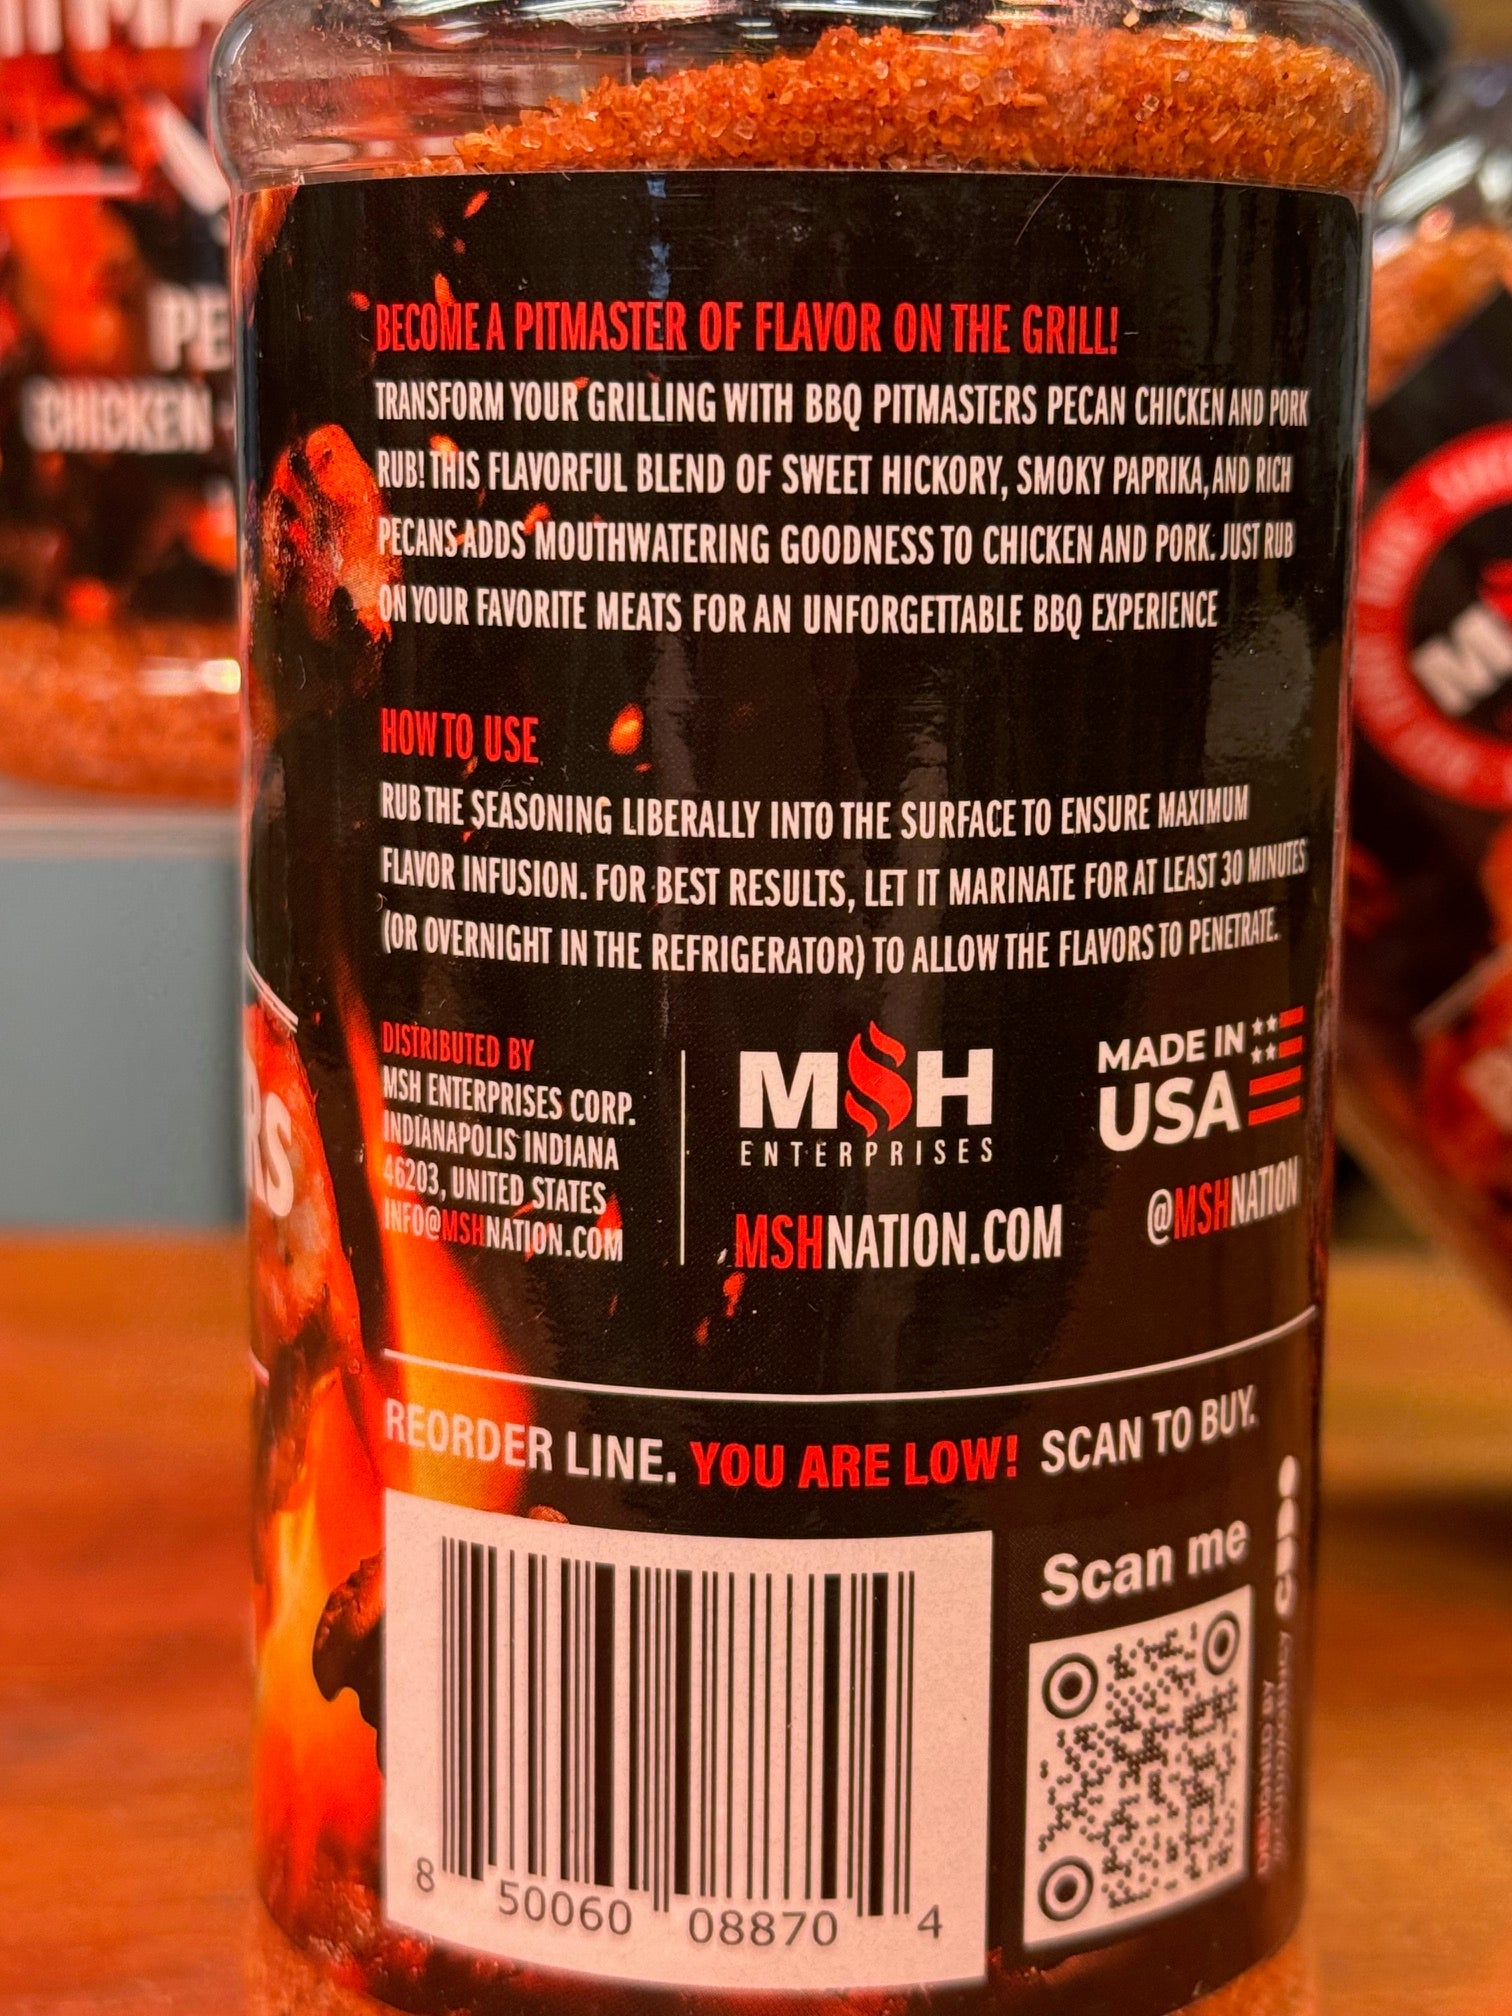 PE
CHICKEN
BECOME A PITMASTER OF FLAVOR ON THE GRILL!
TRANSFORM YOUR GRILLING WITH BBQ PITMASTERS PECAN CHICKEN AND PORK
RUB! THIS FLAVORFUL BLEND OF SWEET HICKORY, SMOKY PAPRIKA, AND RICH
PECANS ADDS MOUTHWATERING GOODNESS TO CHICKEN AND PORK. JUST RUB
ON YOUR FAVORITE MEATS FOR AN UNFORGETTABLE BBQ EXPERIENCE
HOW TO USE
RUB THE SEASONING LIBERALLY INTO THE SURFACE TO ENSURE MAXIMUM
FLAVOR INFUSION. FOR BEST RESULTS, LET IT MARINATE FOR AT LEAST 30 MINUTES
(OR OVERNIGHT IN THE REFRIGERATOR) TO ALLOW THE FLAVORS TO PENETRATE.
DISTRIBUTED BY
MSH ENTERPRISES CORP.
INDIANAPOLIS INDIANA
46203, UNITED STATES
INFO@MSHNATION.COM
MSH
ENTERPRISES
MSHNATION.COM
MADE IN
USA
@MSHNATION
RS
REORDER LINE. YOU ARE LOW! SCAN TO BUY.
Scan me
8 50060 08870 4
DESIGNED BY